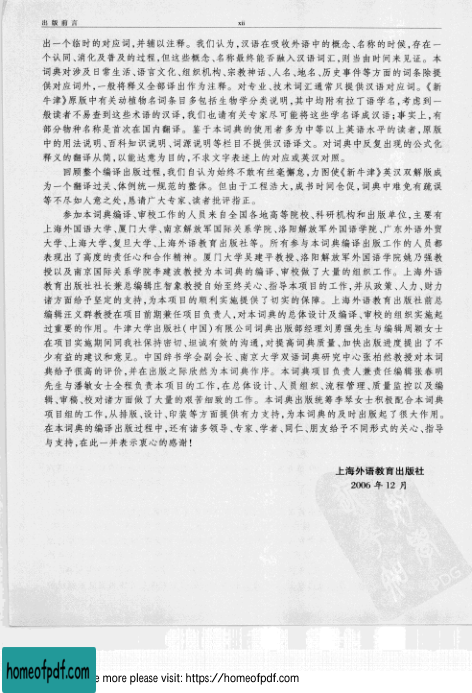 出版前言
xii
出一个临时的对应词,并辅以注释。我们认为,汉语在吸收外语中的概念、名称的时候,存在一
个认同、消化及普及的过程,但这些概念、名称最终能否融入汉语词汇,则当由时间来见证。本
词典对涉及日常生活、语言文化、组织机构、宗教神话、人名、地名、历史事件等方面的词条除提
供对应词外,一般将释义全部译出作为注释。对专业、技术词汇通常只提供汉语对应词。《新
牛津》原版中有关动植物名词条目多包括生物学分类说明,其中均附有拉丁语学名,考虑到一
般读者不易查到这些术语的汉译,我们也请有关专家尽可能将这些学名译成汉语;事实上,有
部分物种名称是首次在国内翻译。鉴于本词典的使用者多为中等以上英语水平的读者,原版
中的用法说明、百科知识说明、词源说明等栏目不提供汉语译文。对词典中反复出现的公式化
释义的翻译从简,以能达意为目的,不求文字表述上的对应或英汉对照。
回顾整个编译出版过程,我们自认为始终不敢有丝毫懈怠,力图使《新牛津》英汉双解版成
为一个翻译过关、体例统一规范的整体。但由于工程浩大,成书时间仓促,词典中难免有疏误
等不尽如人意之处,恳请广大专家、读者批评指正。
参加本词典编译、审校工作的人员来自全国各地高等院校、科研机构和出版单位,主要有
上海外国语大学、厦门大学、南京解放军国际关系学院、洛阳解放军外国语学院、广东外语外贸
大学、上海大学、复旦大学、上海外语教育出版社等。所有参与本词典编译出版工作的人员都
表现出了高度的责任心和合作精神。厦门大学吴建平教授、洛阳解放军外国语学院姚乃强教
授以及南京国际关系学院李建波教授为本词典的编译、审校做了大量的组织工作。上海外语
教育出版社社长兼总编辑庄智象教授自始至终关心、指导本项目的工作,并从政策、人力、财力
诸方面给予坚定的支持,为本项目的顺利实施提供了切实的保障。上海外语教育出版社前总
编辑汪义群教授在项目前期兼任项目负责人,对本词典的总体设计及编译、审校的组织实施起
过重要的作用。牛津大学出版社(中国)有限公司词典出版部经理刘勇强先生与编辑周颖女士
在项目实施期间同我社保持密切、坦诚有效的沟通,对提高词典质量、加快出版进度提出了不
少有益的建议和意见。中国辞书学会副会长、南京大学双语词典研究中心张柏然教授对本词
典给予很高的评价,并在出版之际欣然为本词典作序。本词典项目负责人兼责任编辑张春明
先生与潘敏女士全程负责本项目的工作,在总体设计、人员组织、流程管理、质量监控以及编
辑、审稿、校对诸方面做了大量的艰苦细致的工作。本词典出版统筹李琴女士积极配合本词典
项目组的工作,从排版、设计、印装等方面提供有力支持,为本词典的及时出版起了很大作用。
在本词典的编译出版过程中,还有诸多领导、专家、学者、同仁、朋友给予不同形式的关心、指导
与支持,在此一并表示衷心的感谢!
上海外语教育出版社
2006 年 12 月
PDG
homeofpdf.com
e more please visit: https://homeofpdf.com